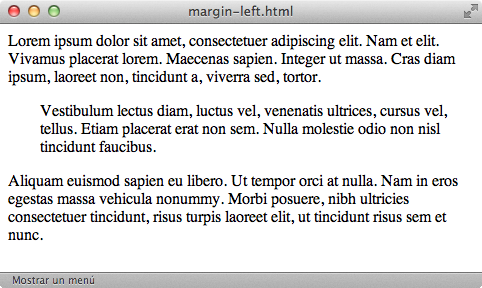 margin-left.html
Lorem ipsum dolor sit amet, consectetuer adipiscing elit. Nam et elit.
Vivamus placerat lorem. Maecenas sapien. Integer ut massa. Cras diam
ipsum, laoreet non, tincidunt a, viverra sed, tortor.
Vestibulum lectus diam, luctus vel, venenatis ultrices, cursus vel,
tellus. Etiam placerat erat non sem. Nulla molestie odio non nisl
tincidunt faucibus.
Aliquam euismod sapien eu libero. Ut tempor orci at nulla. Nam in eros
egestas massa vehicula nonummy. Morbi posuere, nibh ultricies
consectetuer tincidunt, risus turpis laoreet elit, ut tincidunt risus sem et
nunc.
Mostrar un menú